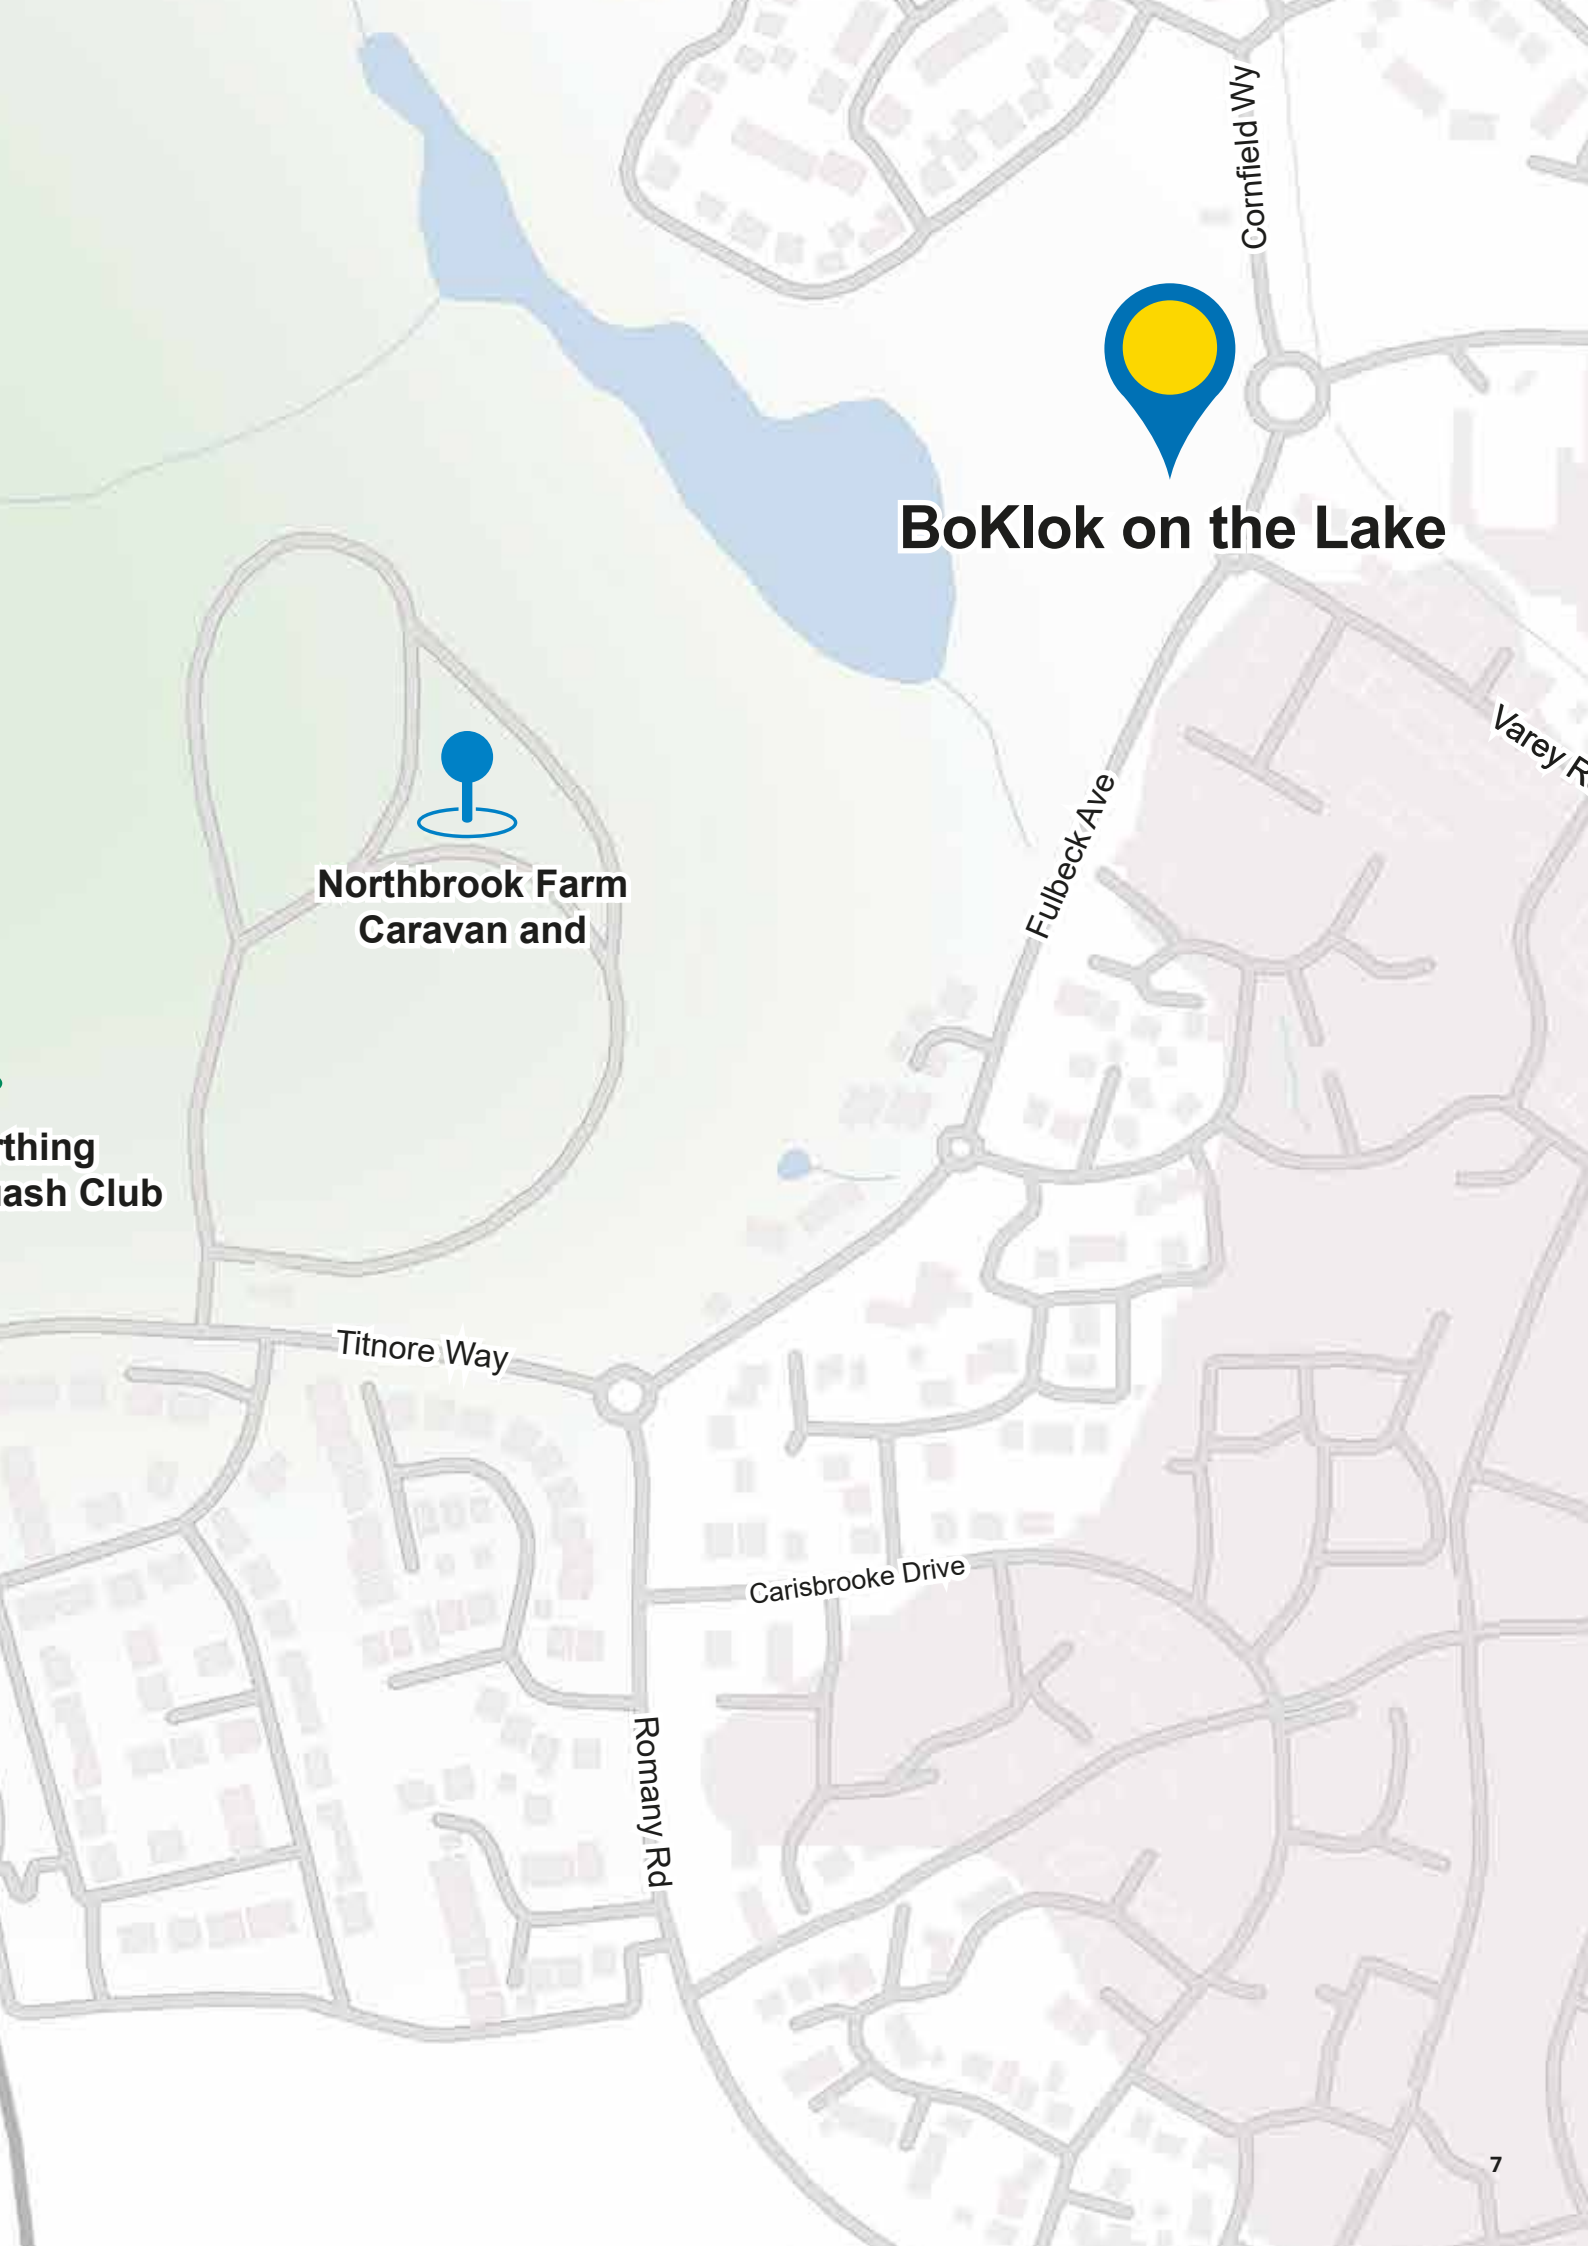 Cornfield Wy
BoKlok on the Lake
Varey R
Fulbeck Ave
Northbrook Farm
Caravan and
rthing
ash Club
Titnore Way
Carisbrooke Drive
Romany Rd
7